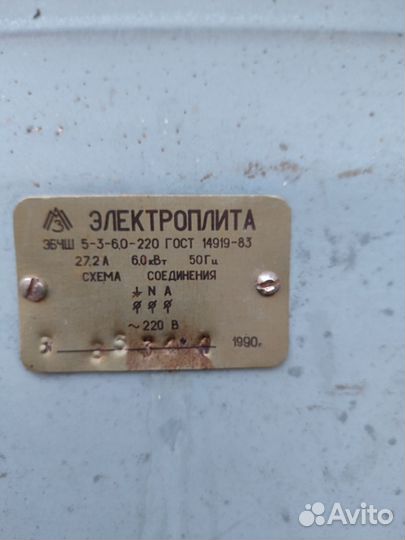 ЭЛЕКТРОПЛИТА
ЭБЧШ 5-3-6,0-220 ГОСТ 14919-83
27,2 А 6,0 кВт 50 Гц
СХЕМА СОЕДИНЕНИЯ
⏚ N A
~220 В
1990г.
Avito